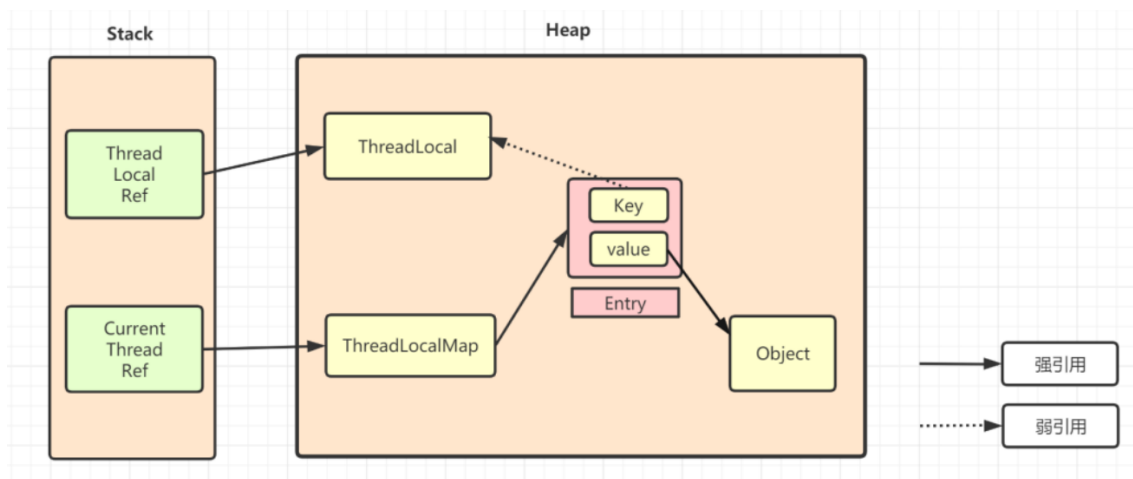 Stack
Heap
Thread
Local
Ref
ThreadLocal
Key
value
Entry
Current
Thread
Ref
ThreadLocalMap
Object
强引用
弱引用